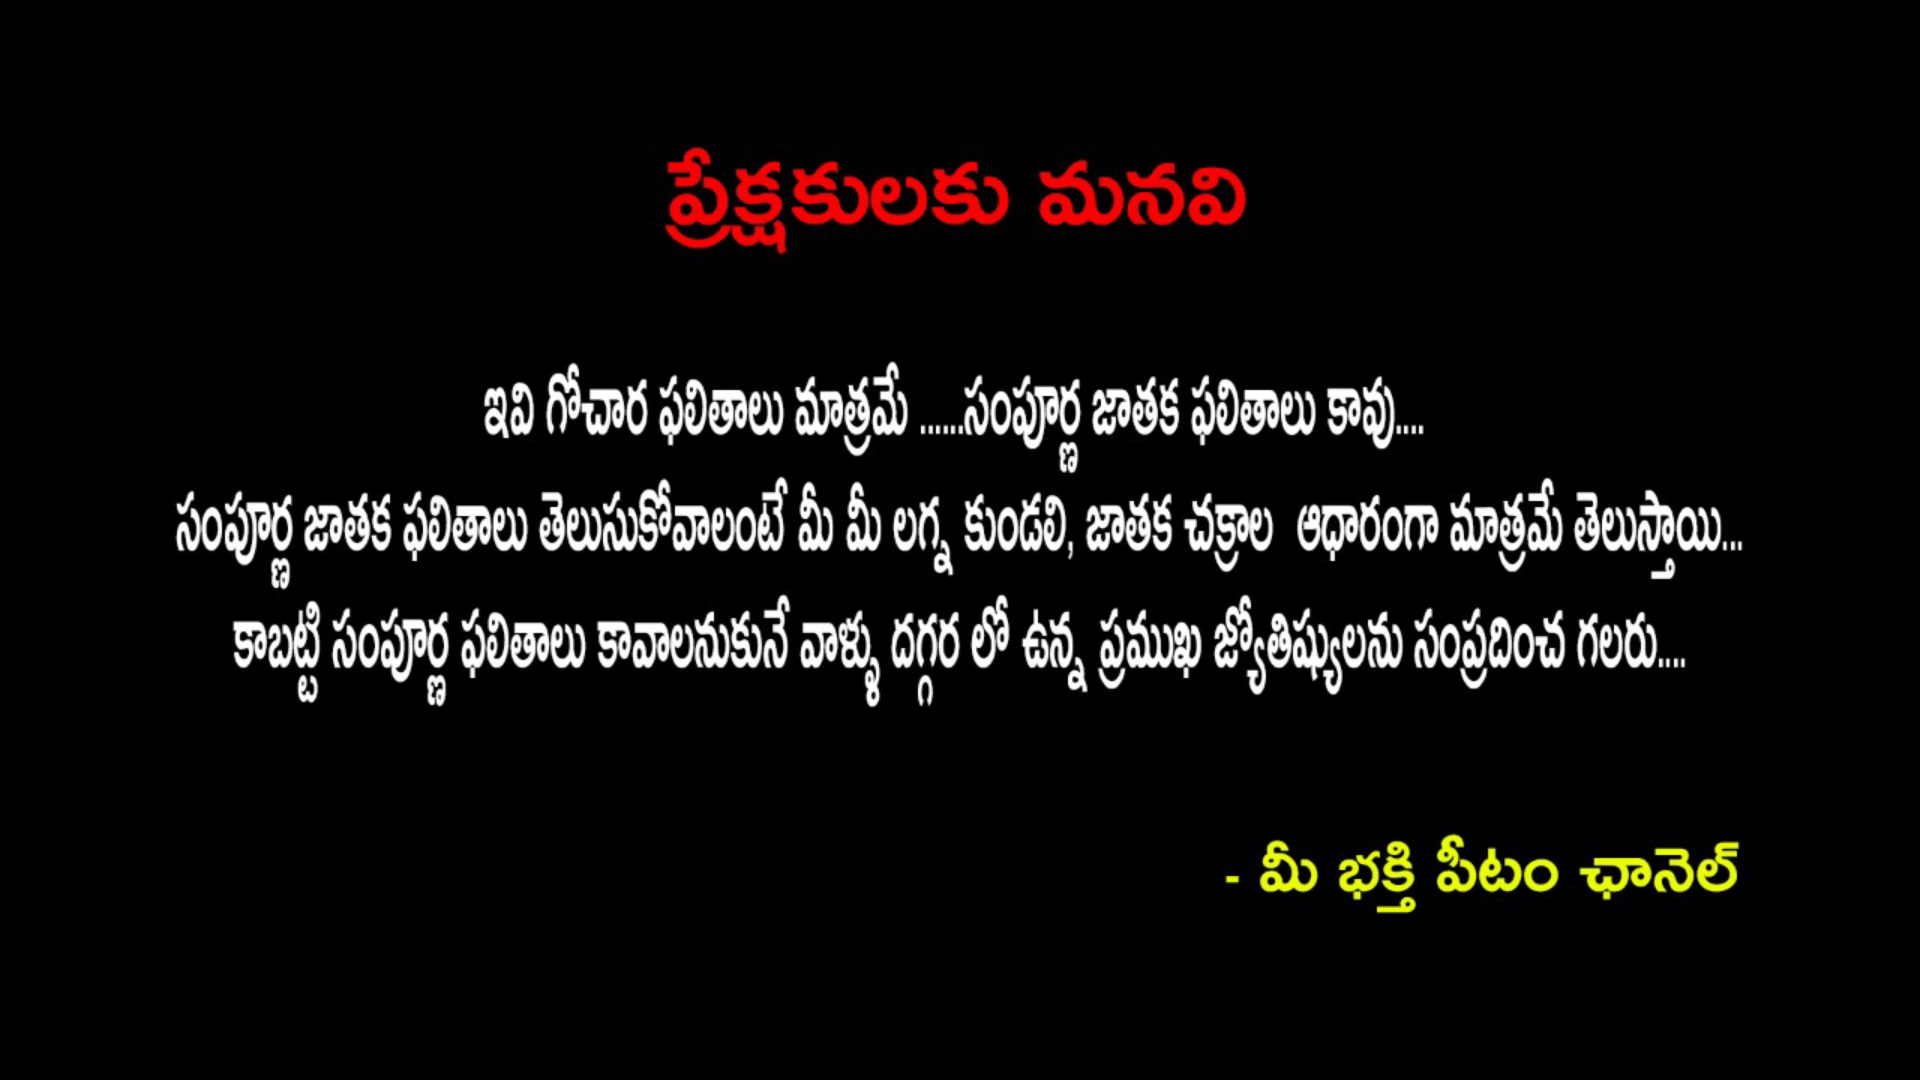 ప్రేక్షకులకు మనవి
ఇవి గోచార ఫలితాలు మాత్రమే ......సంపూర్ణ జాతక ఫలితాలు కావు....
సంపూర్ణ జాతక ఫలితాలు తెలుసుకోవాలంటే మీ మీ లగ్న కుండలి, జాతక చక్రాల ఆధారంగా మాత్రమే తెలుస్తాయి...
కాబట్టి సంపూర్ణ ఫలితాలు కావాలనుకునే వాళ్ళు దగ్గర లో ఉన్న ప్రముఖ జ్యోతిష్యులను సంప్రదించ గలరు....
- మీ భక్తి పీటం ఛానెల్